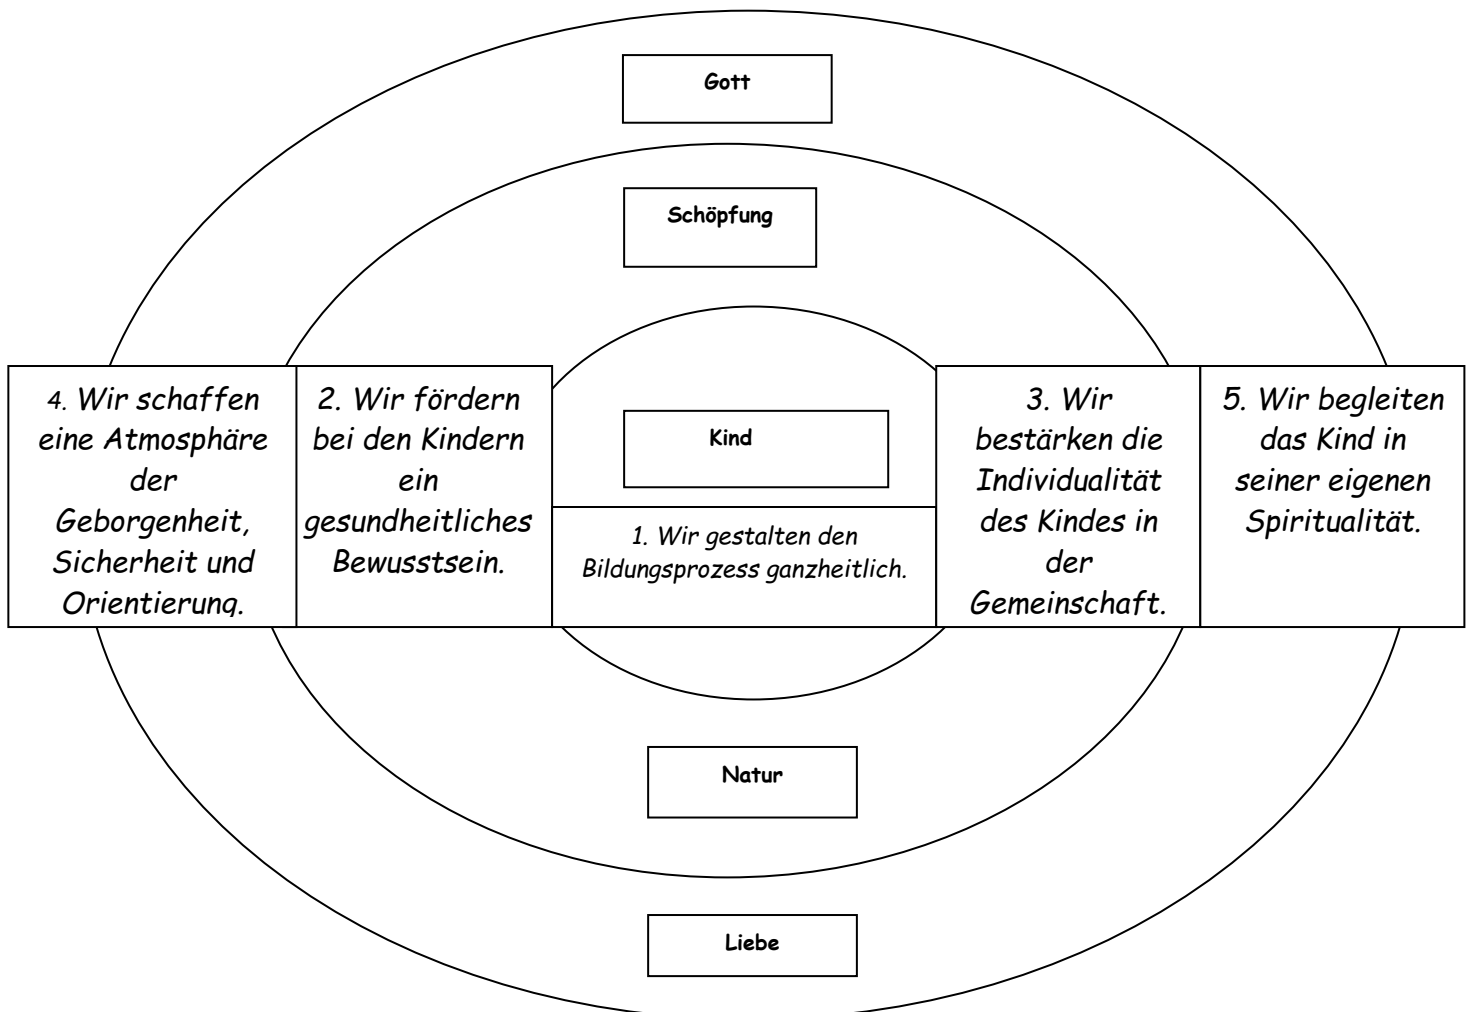 Gott
Schöpfung
Kind
4. Wir schaffen
eine Atmosphäre
der
Geborgenheit,
Sicherheit und
Orientierung.
2. Wir fördern
bei den Kindern
ein
gesundheitliches
Bewusstsein.
1. Wir gestalten den
Bildungsprozess ganzheitlich.
3. Wir
bestärken die
Individualität
des Kindes in
der
Gemeinschaft.
5. Wir begleiten
das Kind in
seiner eigenen
Spiritualität.
Natur
Liebe